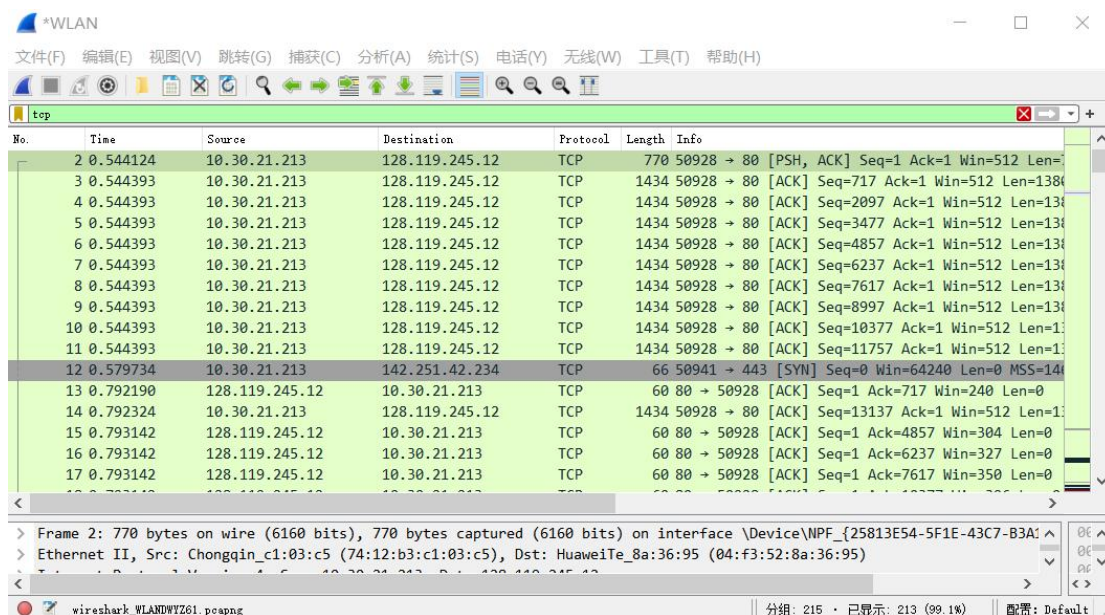 *WLAN
文件(F) 编辑(E) 视图(V) 跳转(G) 捕获(C) 分析(A) 统计(S) 电话(Y) 无线(W) 工具(T) 帮助(H)
tcp
No. Time Source Destination Protocol Length Info
2 0.544124 10.30.21.213 128.119.245.12 TCP 770 50928 → 80 [PSH, ACK] Seq=1 Ack=1 Win=512 Len=
3 0.544393 10.30.21.213 128.119.245.12 TCP 1434 50928 → 80 [ACK] Seq=717 Ack=1 Win=512 Len=138
4 0.544393 10.30.21.213 128.119.245.12 TCP 1434 50928 → 80 [ACK] Seq=2097 Ack=1 Win=512 Len=13
5 0.544393 10.30.21.213 128.119.245.12 TCP 1434 50928 → 80 [ACK] Seq=3477 Ack=1 Win=512 Len=13
6 0.544393 10.30.21.213 128.119.245.12 TCP 1434 50928 → 80 [ACK] Seq=4857 Ack=1 Win=512 Len=13
7 0.544393 10.30.21.213 128.119.245.12 TCP 1434 50928 → 80 [ACK] Seq=6237 Ack=1 Win=512 Len=13
8 0.544393 10.30.21.213 128.119.245.12 TCP 1434 50928 → 80 [ACK] Seq=7617 Ack=1 Win=512 Len=13
9 0.544393 10.30.21.213 128.119.245.12 TCP 1434 50928 → 80 [ACK] Seq=8997 Ack=1 Win=512 Len=13
10 0.544393 10.30.21.213 128.119.245.12 TCP 1434 50928 → 80 [ACK] Seq=10377 Ack=1 Win=512 Len=1
11 0.544393 10.30.21.213 128.119.245.12 TCP 1434 50928 → 80 [ACK] Seq=11757 Ack=1 Win=512 Len=1
12 0.579734 10.30.21.213 142.251.42.234 TCP 66 50941 → 443 [SYN] Seq=0 Win=64240 Len=0 MSS=14
13 0.792190 128.119.245.12 10.30.21.213 TCP 60 80 → 50928 [ACK] Seq=1 Ack=717 Win=240 Len=0
14 0.792324 10.30.21.213 128.119.245.12 TCP 1434 50928 → 80 [ACK] Seq=13137 Ack=1 Win=512 Len=1
15 0.793142 128.119.245.12 10.30.21.213 TCP 60 80 → 50928 [ACK] Seq=1 Ack=4857 Win=304 Len=0
16 0.793142 128.119.245.12 10.30.21.213 TCP 60 80 → 50928 [ACK] Seq=1 Ack=6237 Win=327 Len=0
17 0.793142 128.119.245.12 10.30.21.213 TCP 60 80 → 50928 [ACK] Seq=1 Ack=7617 Win=350 Len=0
Frame 2: 770 bytes on wire (6160 bits), 770 bytes captured (6160 bits) on interface \Device\NPF_{25813E54-5F1E-43C7-B3A1
Ethernet II, Src: Chongqin_c1:03:c5 (74:12:b3:c1:03:c5), Dst: HuaweiTe_8a:36:95 (04:f3:52:8a:36:95)
wireshark_WLANDWYZ61.pcapng 分组: 215 · 已显示: 213 (99.1%) 配置: Default